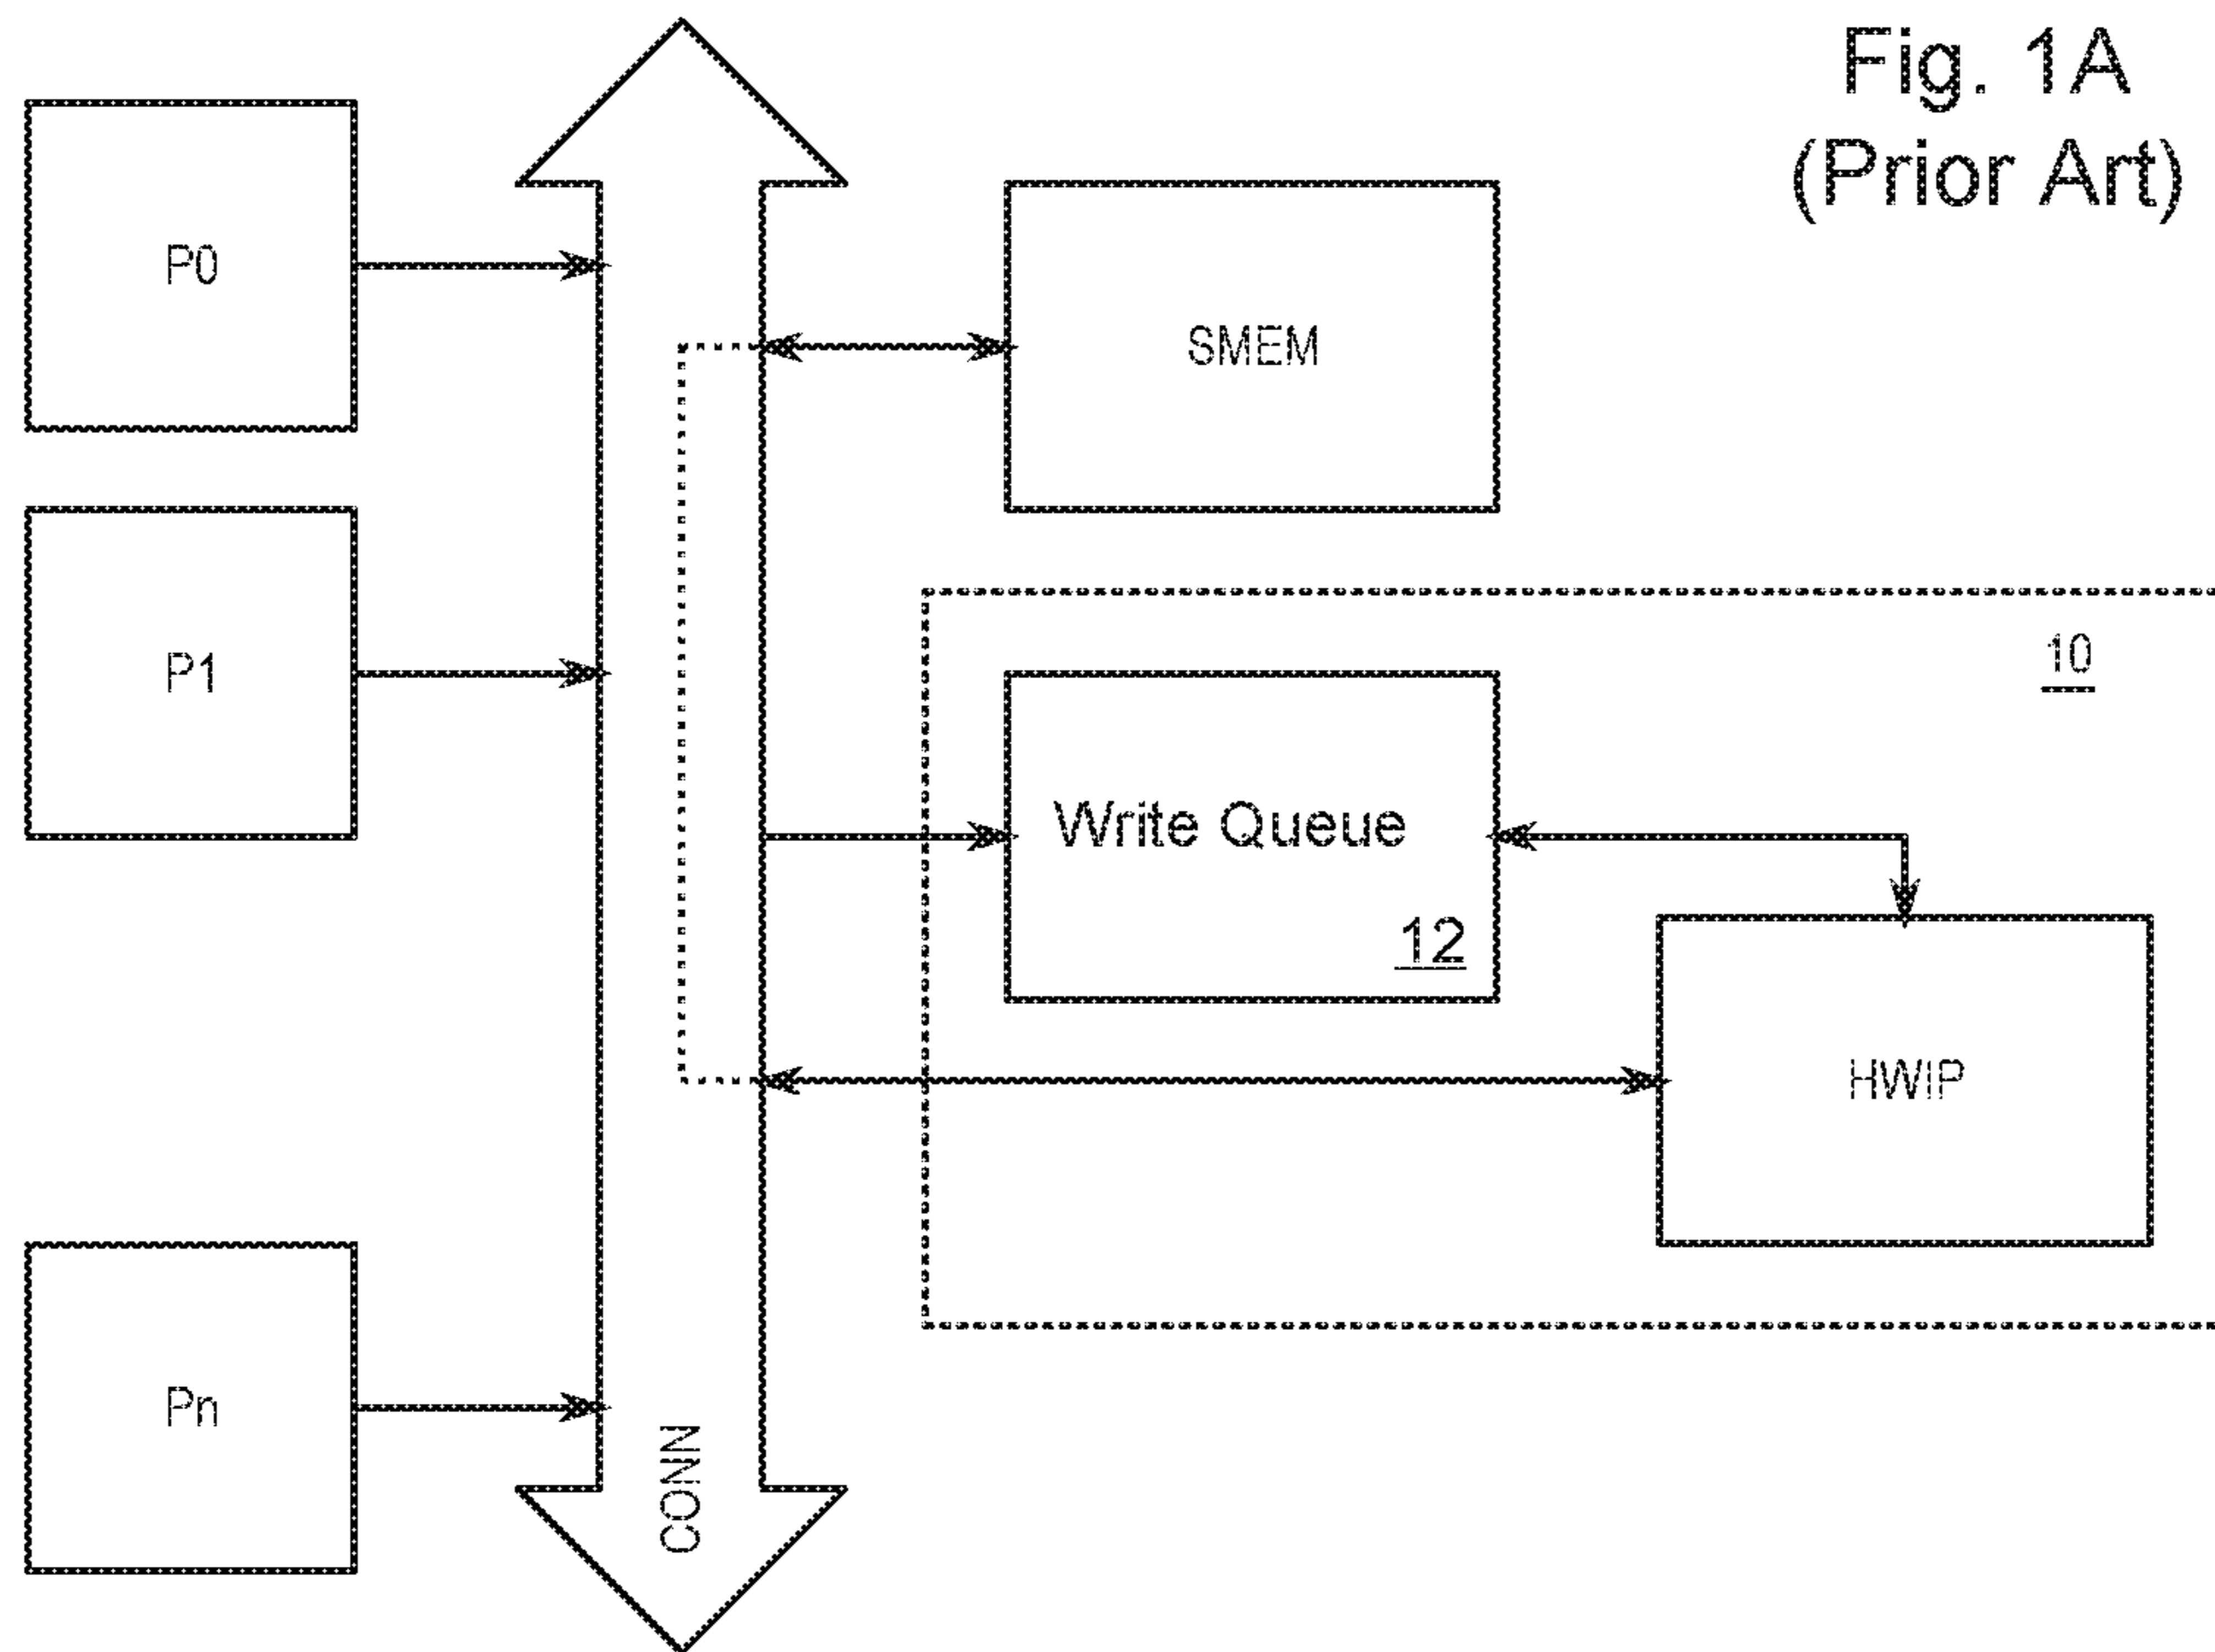 Fig. 1A
(Prior Art)
P0
SMEM
P1
10
Write Queue
12
HWIP
Pn
CONN